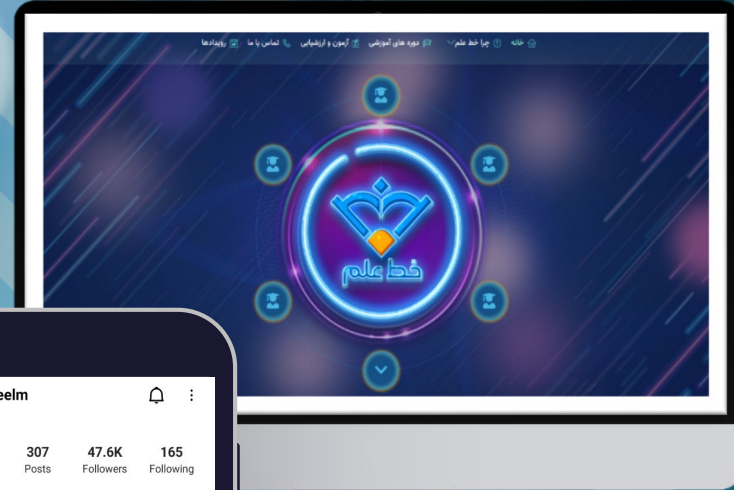 خانه چرا خط علم دوره های آموزشی آزمون و ارزشیابی تماس با ما رویدادها
خط علم
eelm
307 47.6K 165
Posts Followers Following